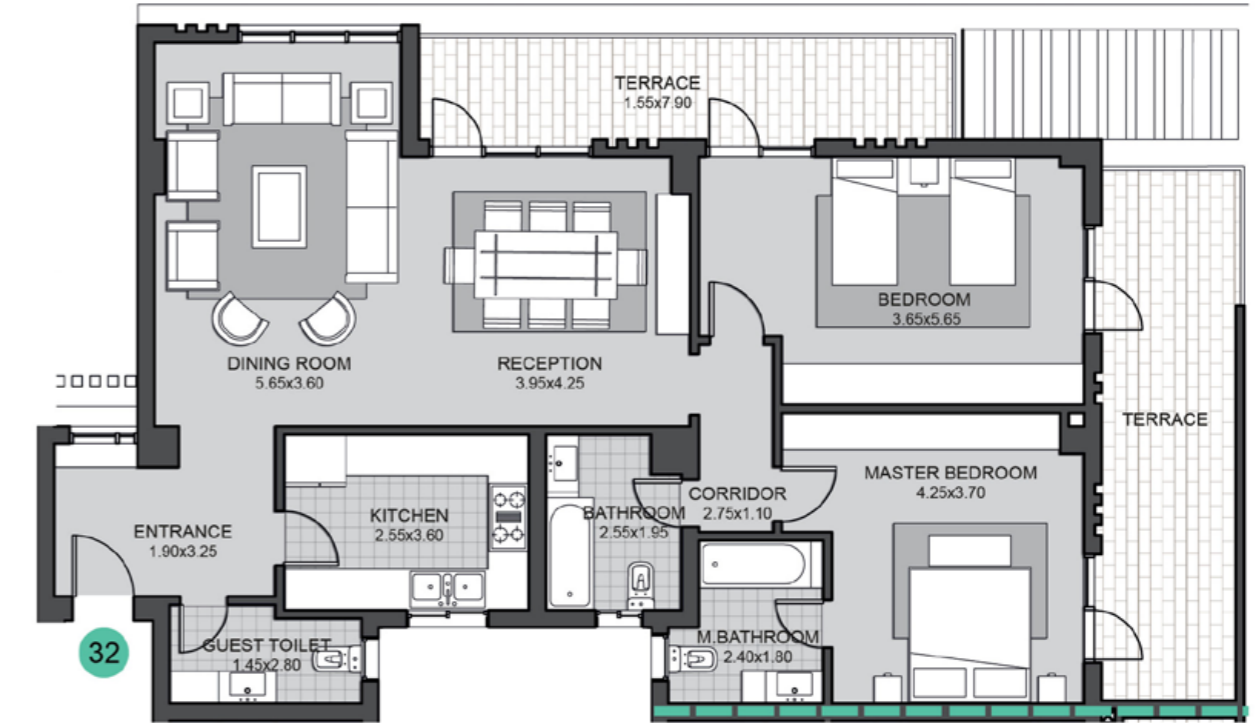 TERRACE
1.55x7.90
BEDROOM
3.65x5.65
DINING ROOM
5.65x3.60
RECEPTION
3.95x4.25
TERRACE
MASTER BEDROOM
4.25x3.70
CORRIDOR
2.75x1.10
KITCHEN
2.55x3.60
BATHROOM
2.55x1.95
ENTRANCE
1.90x3.25
32
GUEST TOILET
1.45x2.80
M.BATHROOM
2.40x1.80